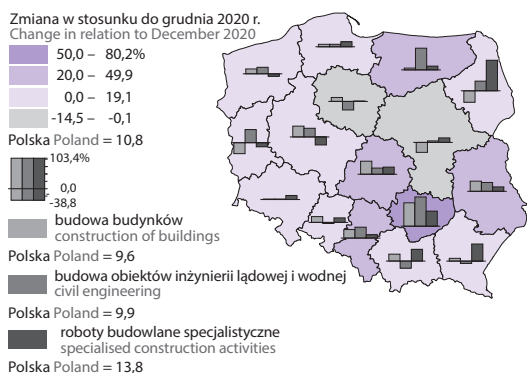 Zmiana w stosunku do grudnia 2020 r.
Change in relation to December 2020
50,0 – 80,2%
20,0 – 49,9
0,0 – 19,1
-14,5 – -0,1
Polska Poland = 10,8
103,4%
0,0
-38,8
budowa budynków
construction of buildings
Polska Poland = 9,6
budowa obiektów inżynierii lądowej i wodnej
civil engineering
Polska Poland = 9,9
roboty budowlane specjalistyczne
specialised construction activities
Polska Poland = 13,8